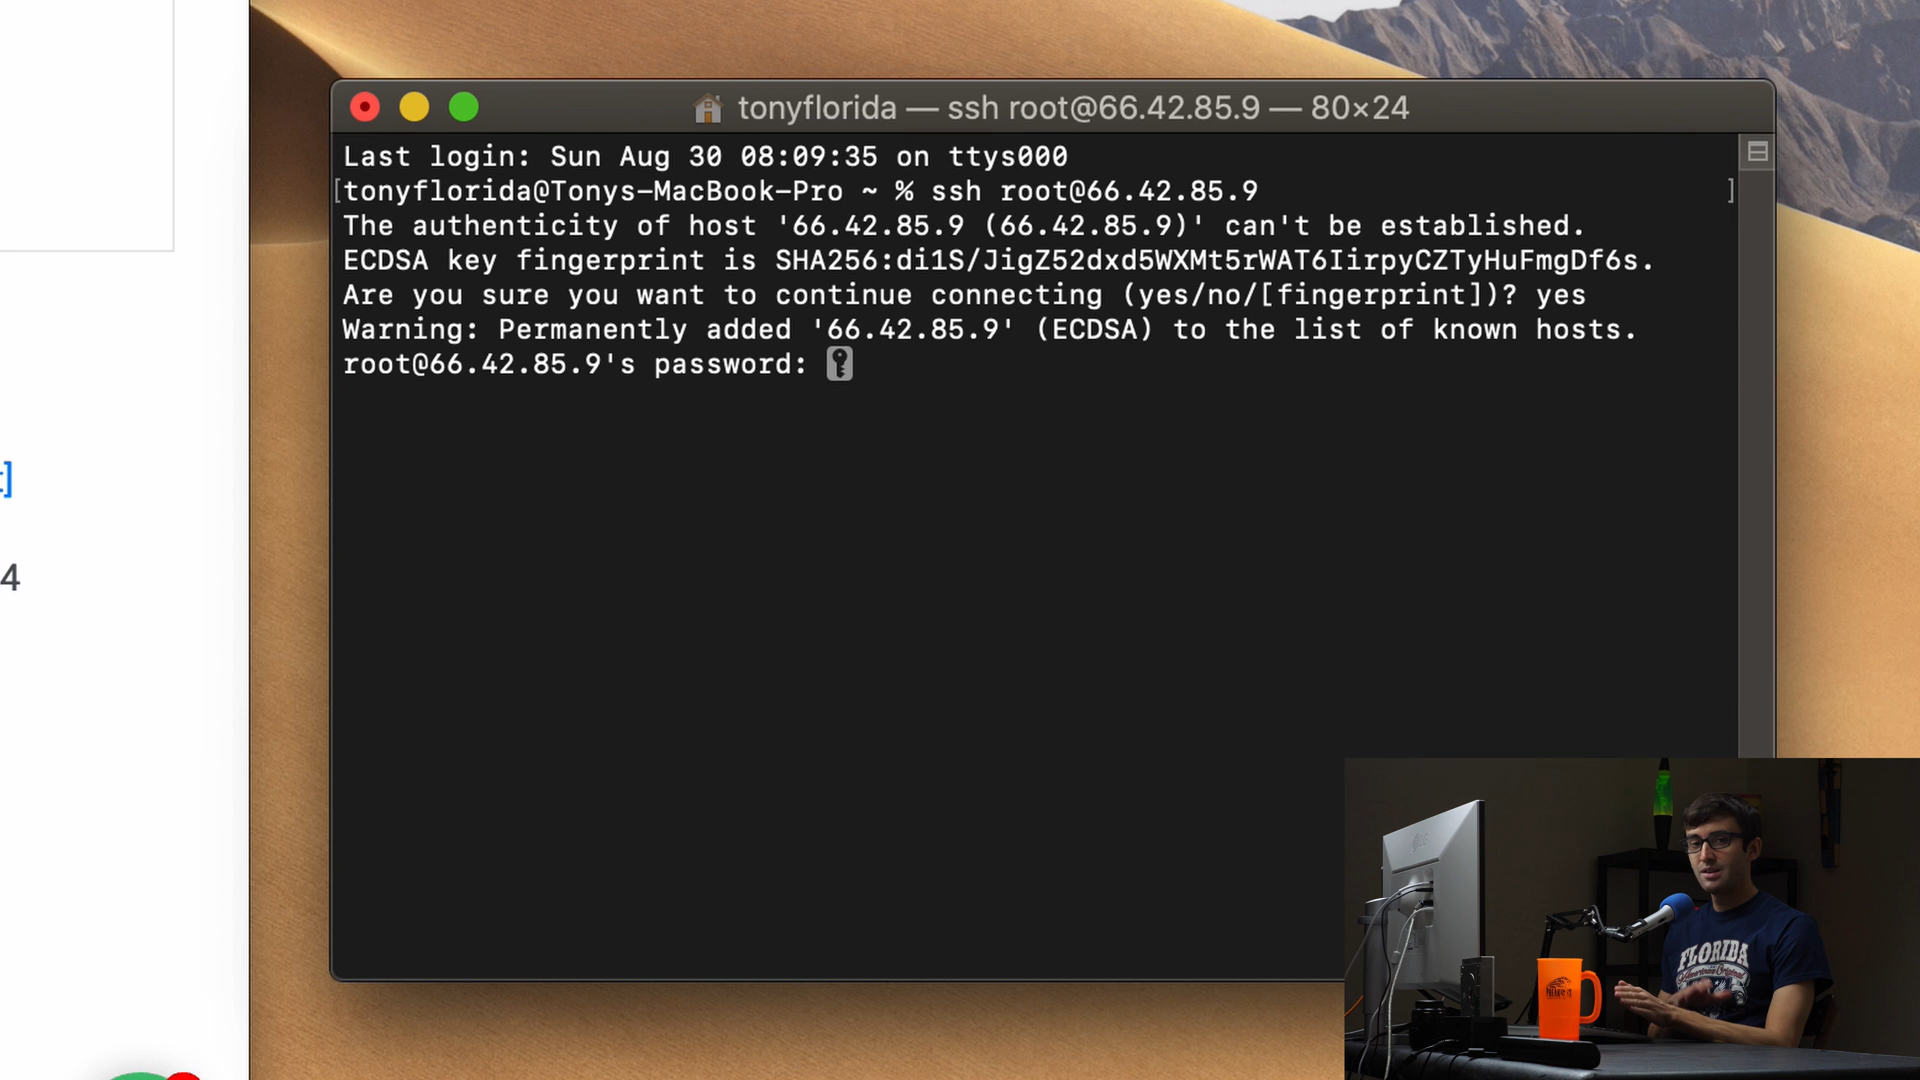 tonyflorida — ssh root@66.42.85.9 — 80×24
Last login: Sun Aug 30 08:09:35 on ttys000
[tonyflorida@Tonys-MacBook-Pro ~ % ssh root@66.42.85.9 ]
The authenticity of host '66.42.85.9 (66.42.85.9)' can't be established.
ECDSA key fingerprint is SHA256:di1S/JigZ52dxd5WXMt5rWAT6IirpyCZTyHuFmgDf6s.
Are you sure you want to continue connecting (yes/no/[fingerprint])? yes
Warning: Permanently added '66.42.85.9' (ECDSA) to the list of known hosts.
root@66.42.85.9's password:
t]
4
FLORIDA